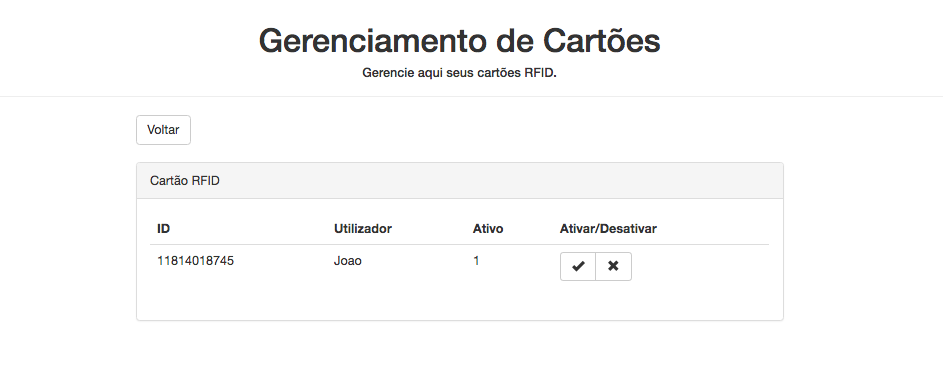 Gerenciamento de Cartões
Gerencie aqui seus cartões RFID.
Voltar
Cartão RFID
ID Utilizador Ativo Ativar/Desativar
11814018745 Joao 1